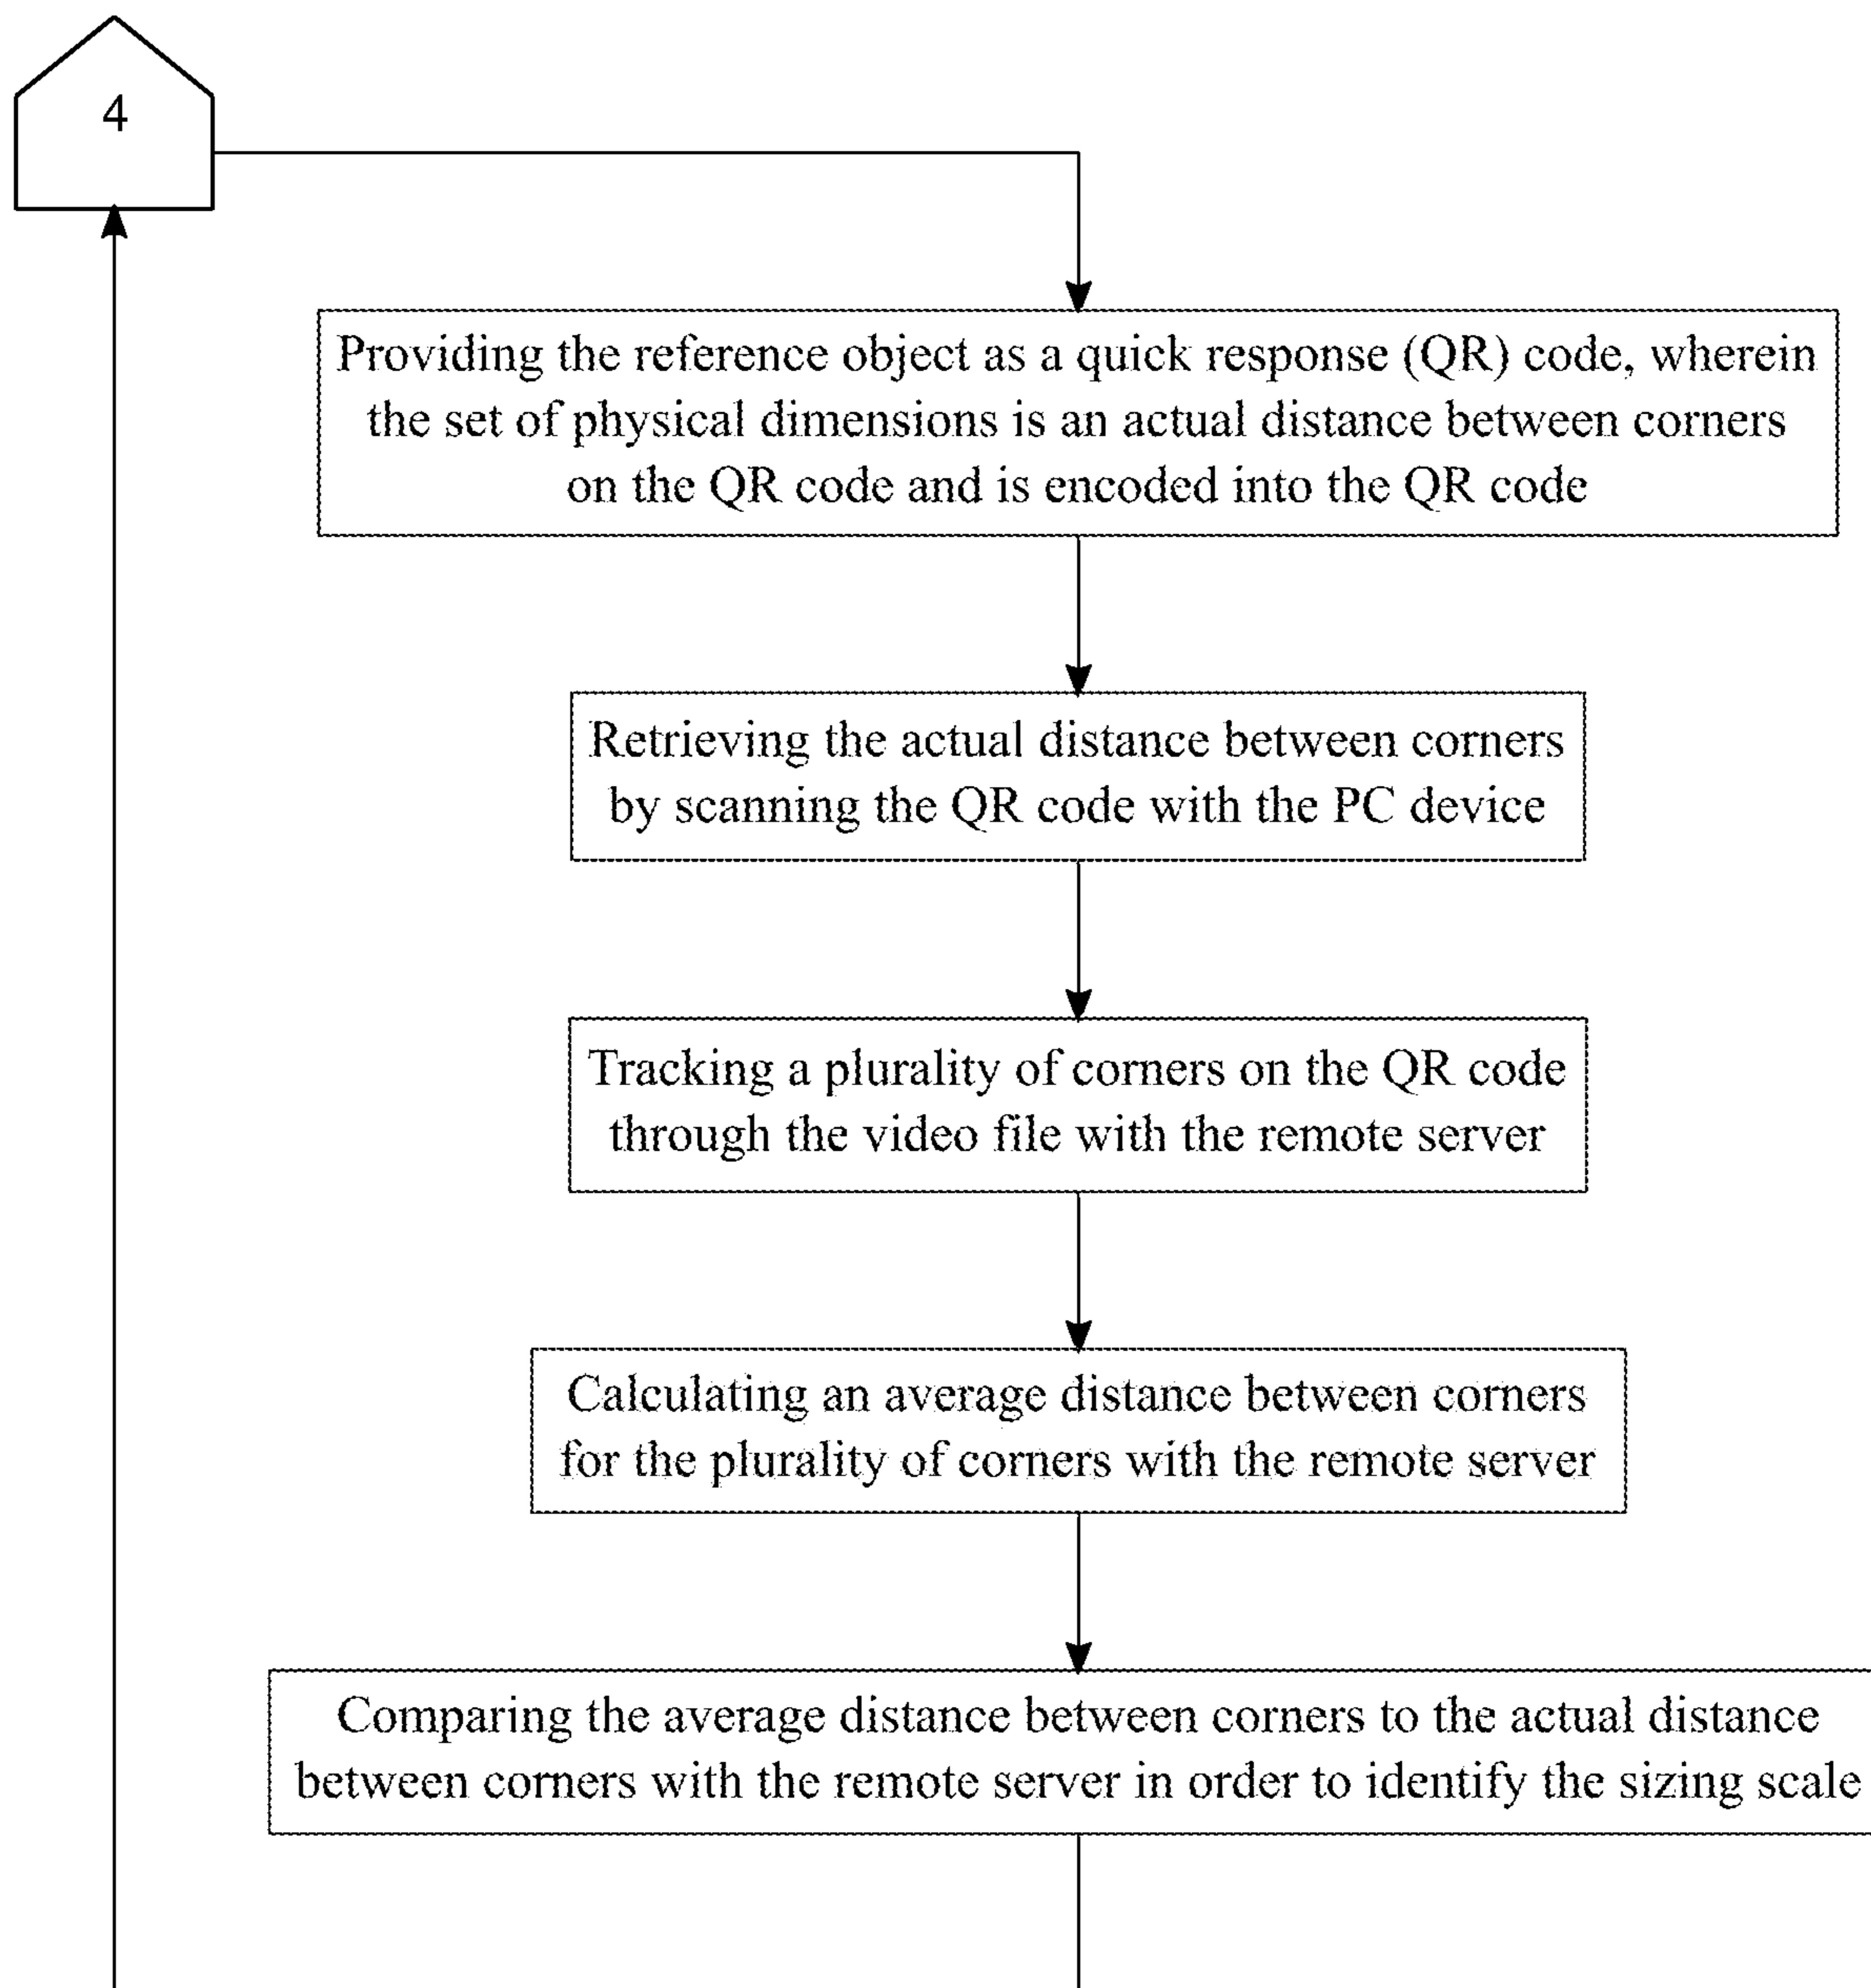 4
Providing the reference object as a quick response (QR) code, wherein
the set of physical dimensions is an actual distance between corners
on the QR code and is encoded into the QR code
Retrieving the actual distance between corners
by scanning the QR code with the PC device
Tracking a plurality of corners on the QR code
through the video file with the remote server
Calculating an average distance between corners
for the plurality of corners with the remote server
Comparing the average distance between corners to the actual distance
between corners with the remote server in order to identify the sizing scale